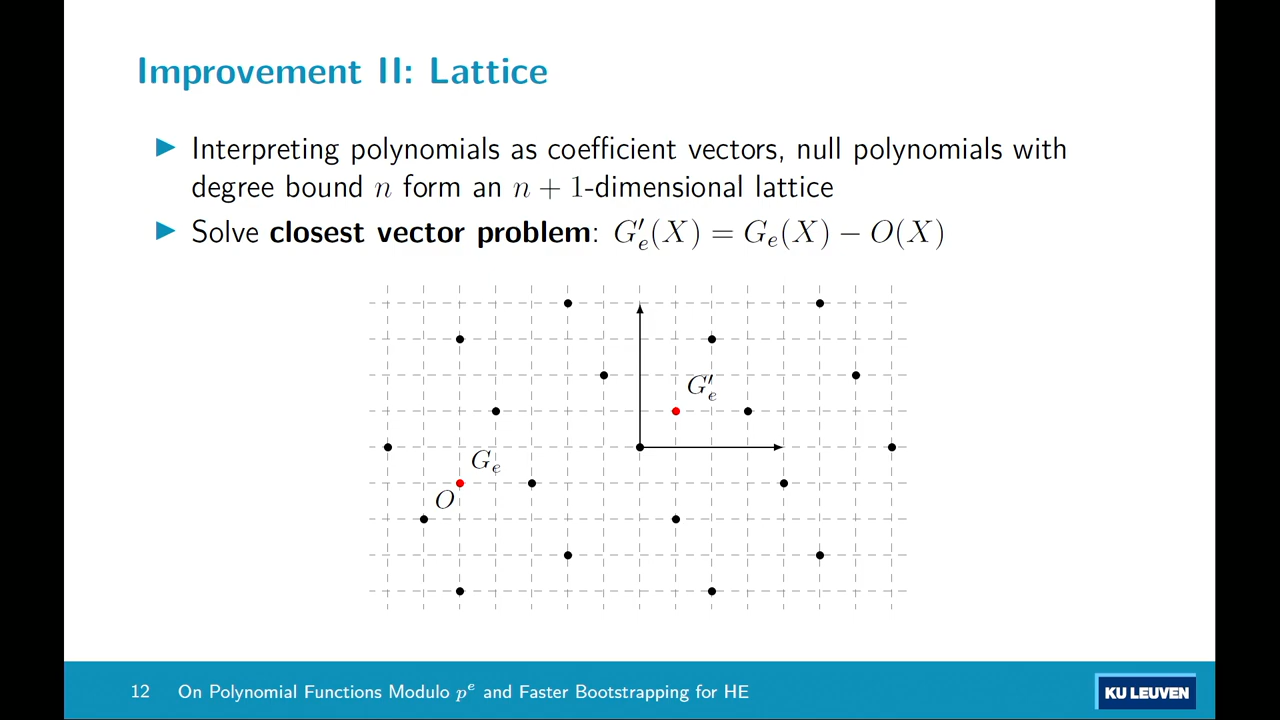 Improvement II: Lattice
▶ Interpreting polynomials as coefficient vectors, null polynomials with
degree bound n form an n + 1-dimensional lattice
▶ Solve closest vector problem: G′ₑ(X) = Gₑ(X) − O(X)
G′ₑ
Gₑ
O
12 On Polynomial Functions Modulo pᵉ and Faster Bootstrapping for HE
KU LEUVEN